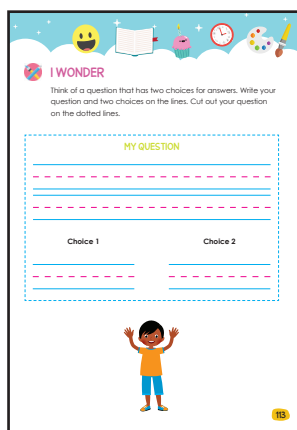 I WONDER
Think of a question that has two choices for answers. Write your
question and two choices on the lines. Cut out your question
on the dotted lines.
MY QUESTION
Choice 1
Choice 2
113